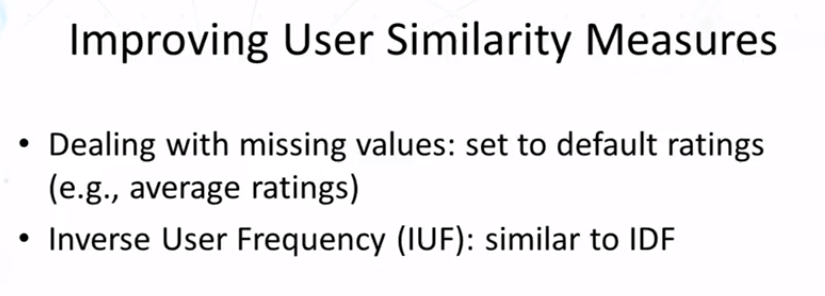 Improving User Similarity Measures
• Dealing with missing values: set to default ratings
(e.g., average ratings)
• Inverse User Frequency (IUF): similar to IDF